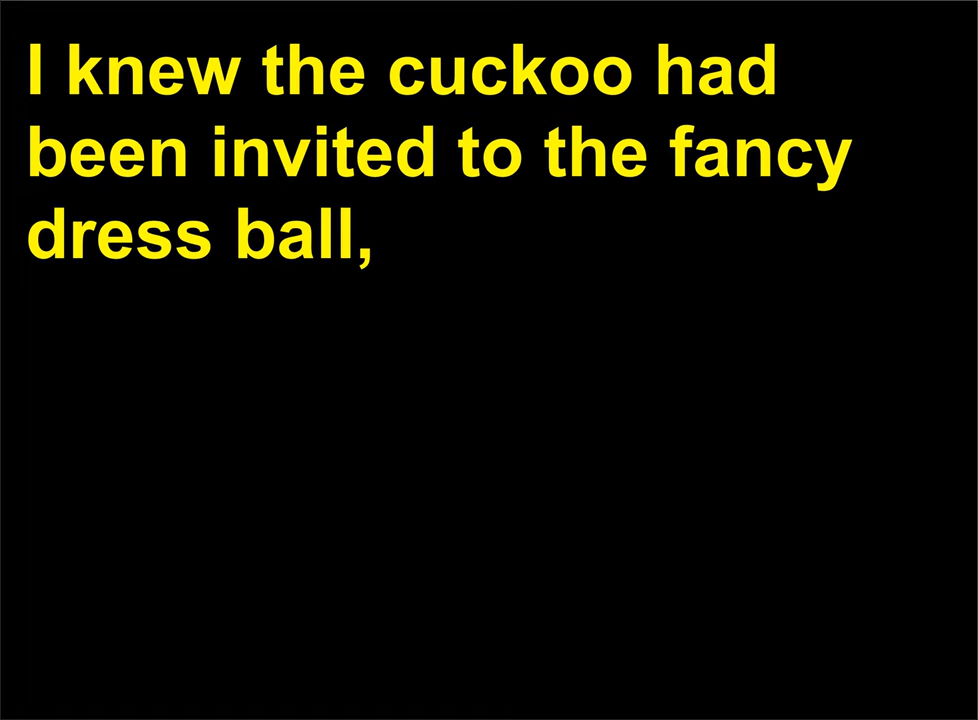 I knew the cuckoo had
been invited to the fancy
dress ball,